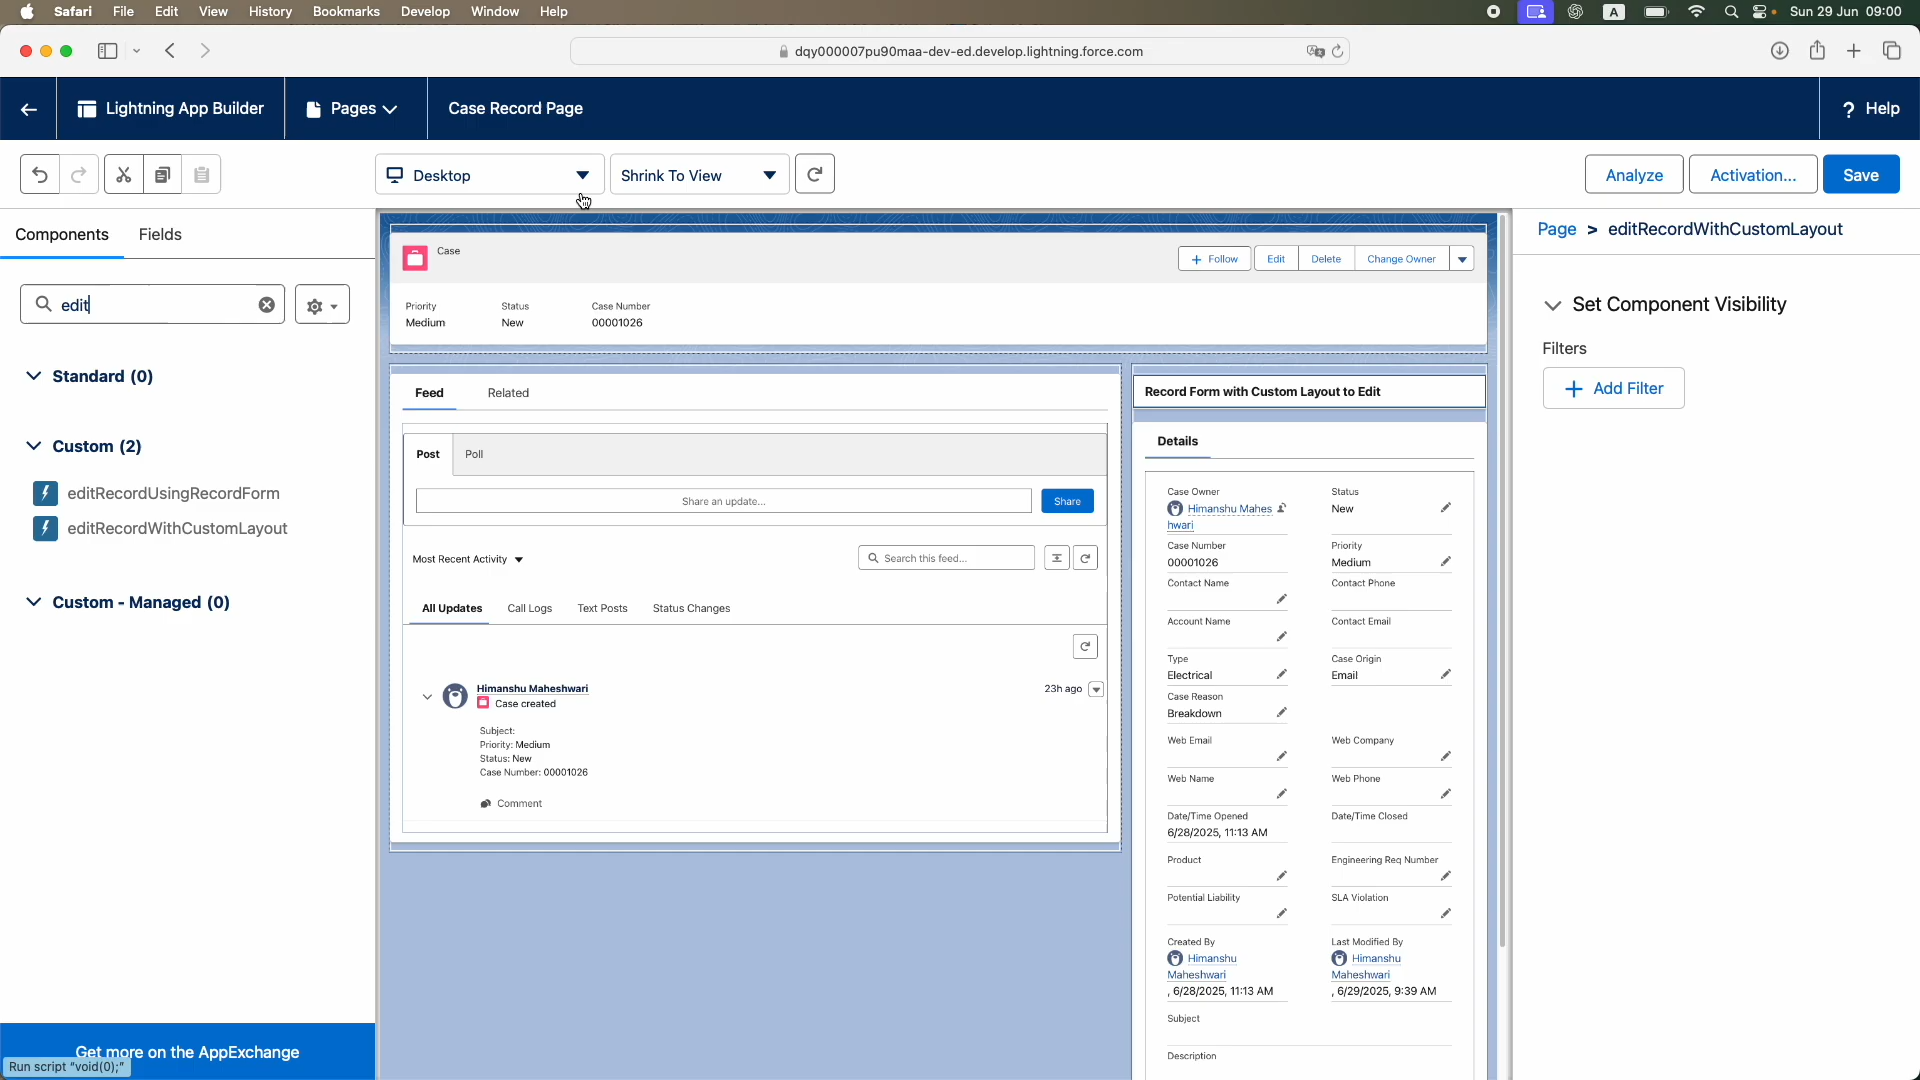 Safari File Edit View History Bookmarks Develop Window Help
A Sun 29 Jun 09:00
dqy000007pu90maa-dev-ed.develop.lightning.force.com
Lightning App Builder Pages Case Record Page ? Help
Desktop Shrink To View Analyze Activation... Save
Components Fields
edit
Standard (0)
Custom (2)
editRecordUsingRecordForm
editRecordWithCustomLayout
Custom - Managed (0)
Get more on the AppExchange
Run script "void(0);"
Case
+ Follow Edit Delete Change Owner
Priority Status Case Number
Medium New 00001026
Feed Related
Post Poll
Share an update... Share
Most Recent Activity Search this feed...
All Updates Call Logs Text Posts Status Changes
Himanshu Maheshwari 23h ago
Case created
Subject:
Priority: Medium
Status: New
Case Number: 00001026
Comment
Record Form with Custom Layout to Edit
Details
Case Owner Status
Himanshu Mahes New
hwari
Case Number Priority
00001026 Medium
Contact Name Contact Phone
Account Name Contact Email
Type Case Origin
Electrical Email
Case Reason
Breakdown
Web Email Web Company
Web Name Web Phone
Date/Time Opened Date/Time Closed
6/28/2025, 11:13 AM
Product Engineering Req Number
Potential Liability SLA Violation
Created By Last Modified By
Himanshu Himanshu
Maheshwari Maheshwari
, 6/28/2025, 11:13 AM , 6/29/2025, 9:39 AM
Subject
Description
Page > editRecordWithCustomLayout
Set Component Visibility
Filters
+ Add Filter